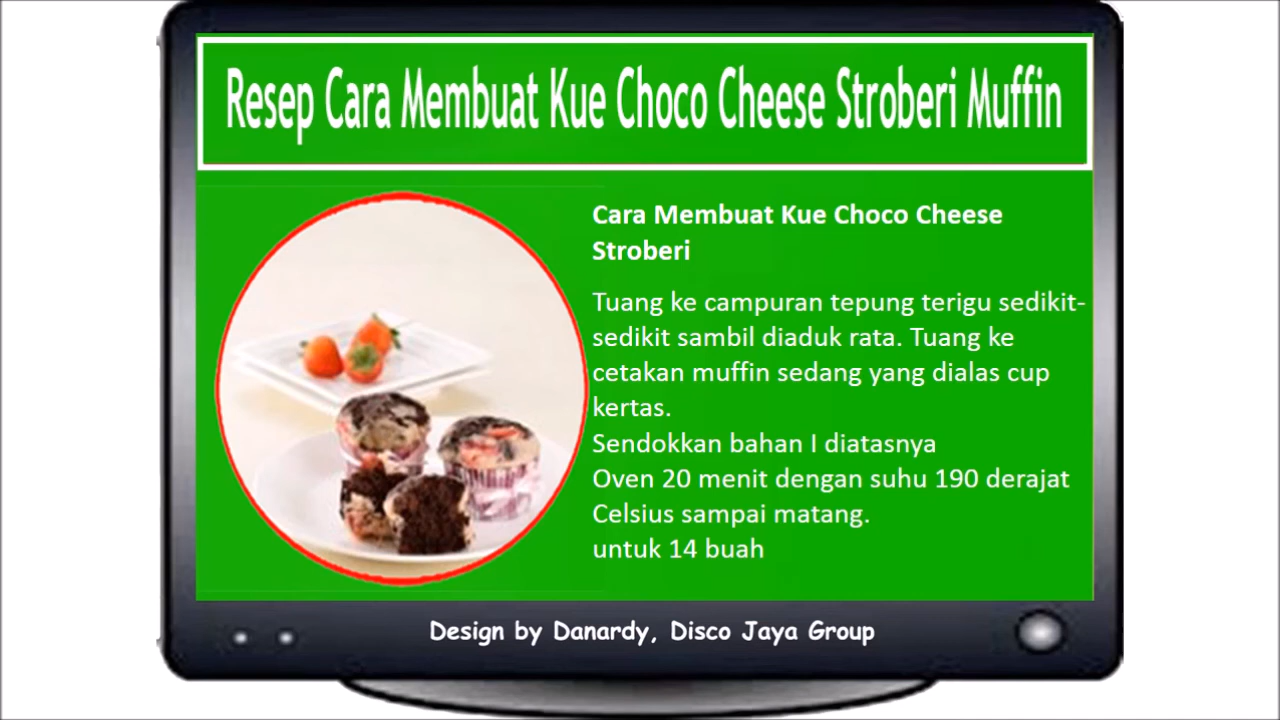 Resep Cara Membuat Kue Choco Cheese Stroberi Muffin
Cara Membuat Kue Choco Cheese
Stroberi
Tuang ke campuran tepung terigu sedikit-
sedikit sambil diaduk rata. Tuang ke
cetakan muffin sedang yang dialas cup
kertas.
Sendokkan bahan I diatasnya
Oven 20 menit dengan suhu 190 derajat
Celsius sampai matang.
untuk 14 buah
Design by Danardy, Disco Jaya Group